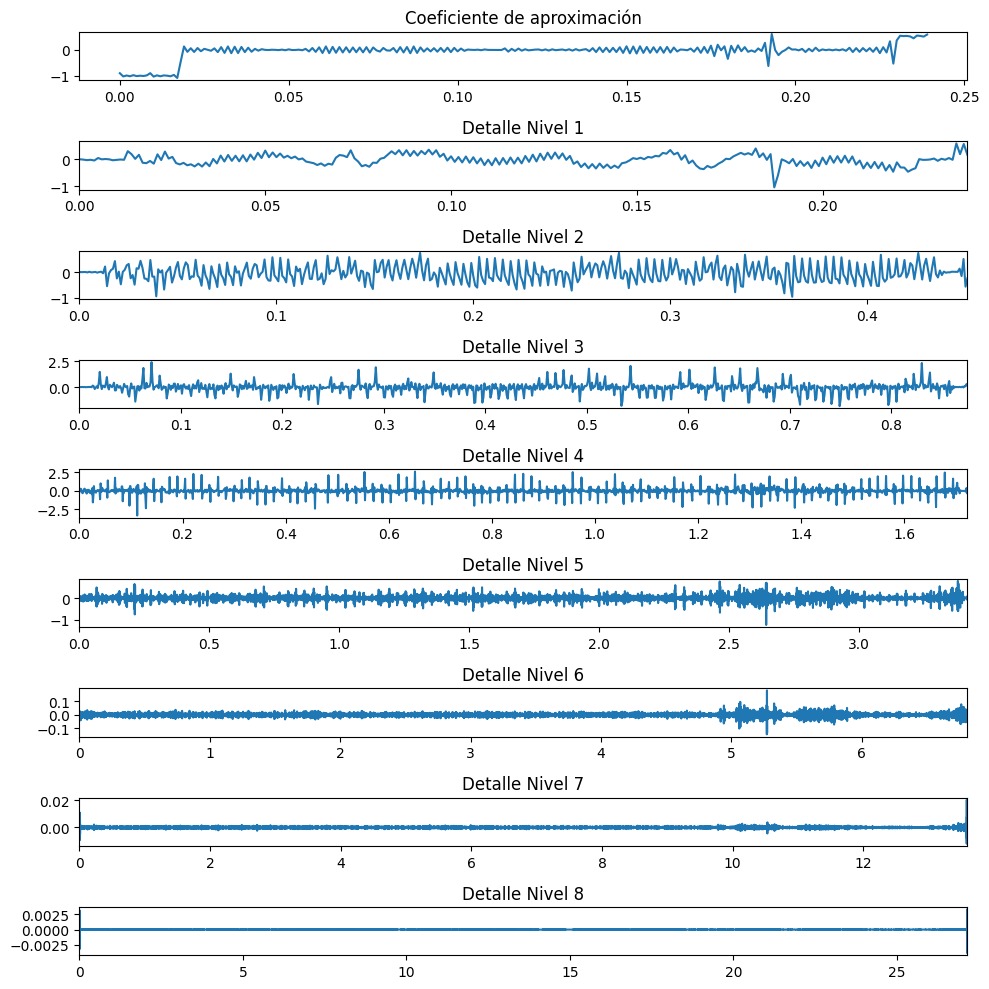 Coeficiente de aproximación
0
−1
0.00 0.05 0.10 0.15 0.20 0.25
Detalle Nivel 1
0
−1
0.00 0.05 0.10 0.15 0.20
Detalle Nivel 2
0
−1
0.0 0.1 0.2 0.3 0.4
Detalle Nivel 3
2.5
0.0
0.0 0.1 0.2 0.3 0.4 0.5 0.6 0.7 0.8
Detalle Nivel 4
2.5
0.0
−2.5
0.0 0.2 0.4 0.6 0.8 1.0 1.2 1.4 1.6
Detalle Nivel 5
0
−1
0.0 0.5 1.0 1.5 2.0 2.5 3.0
Detalle Nivel 6
0.1
0.0
−0.1
0 1 2 3 4 5 6
Detalle Nivel 7
0.02
0.00
0 2 4 6 8 10 12
Detalle Nivel 8
0.0025
0.0000
−0.0025
0 5 10 15 20 25